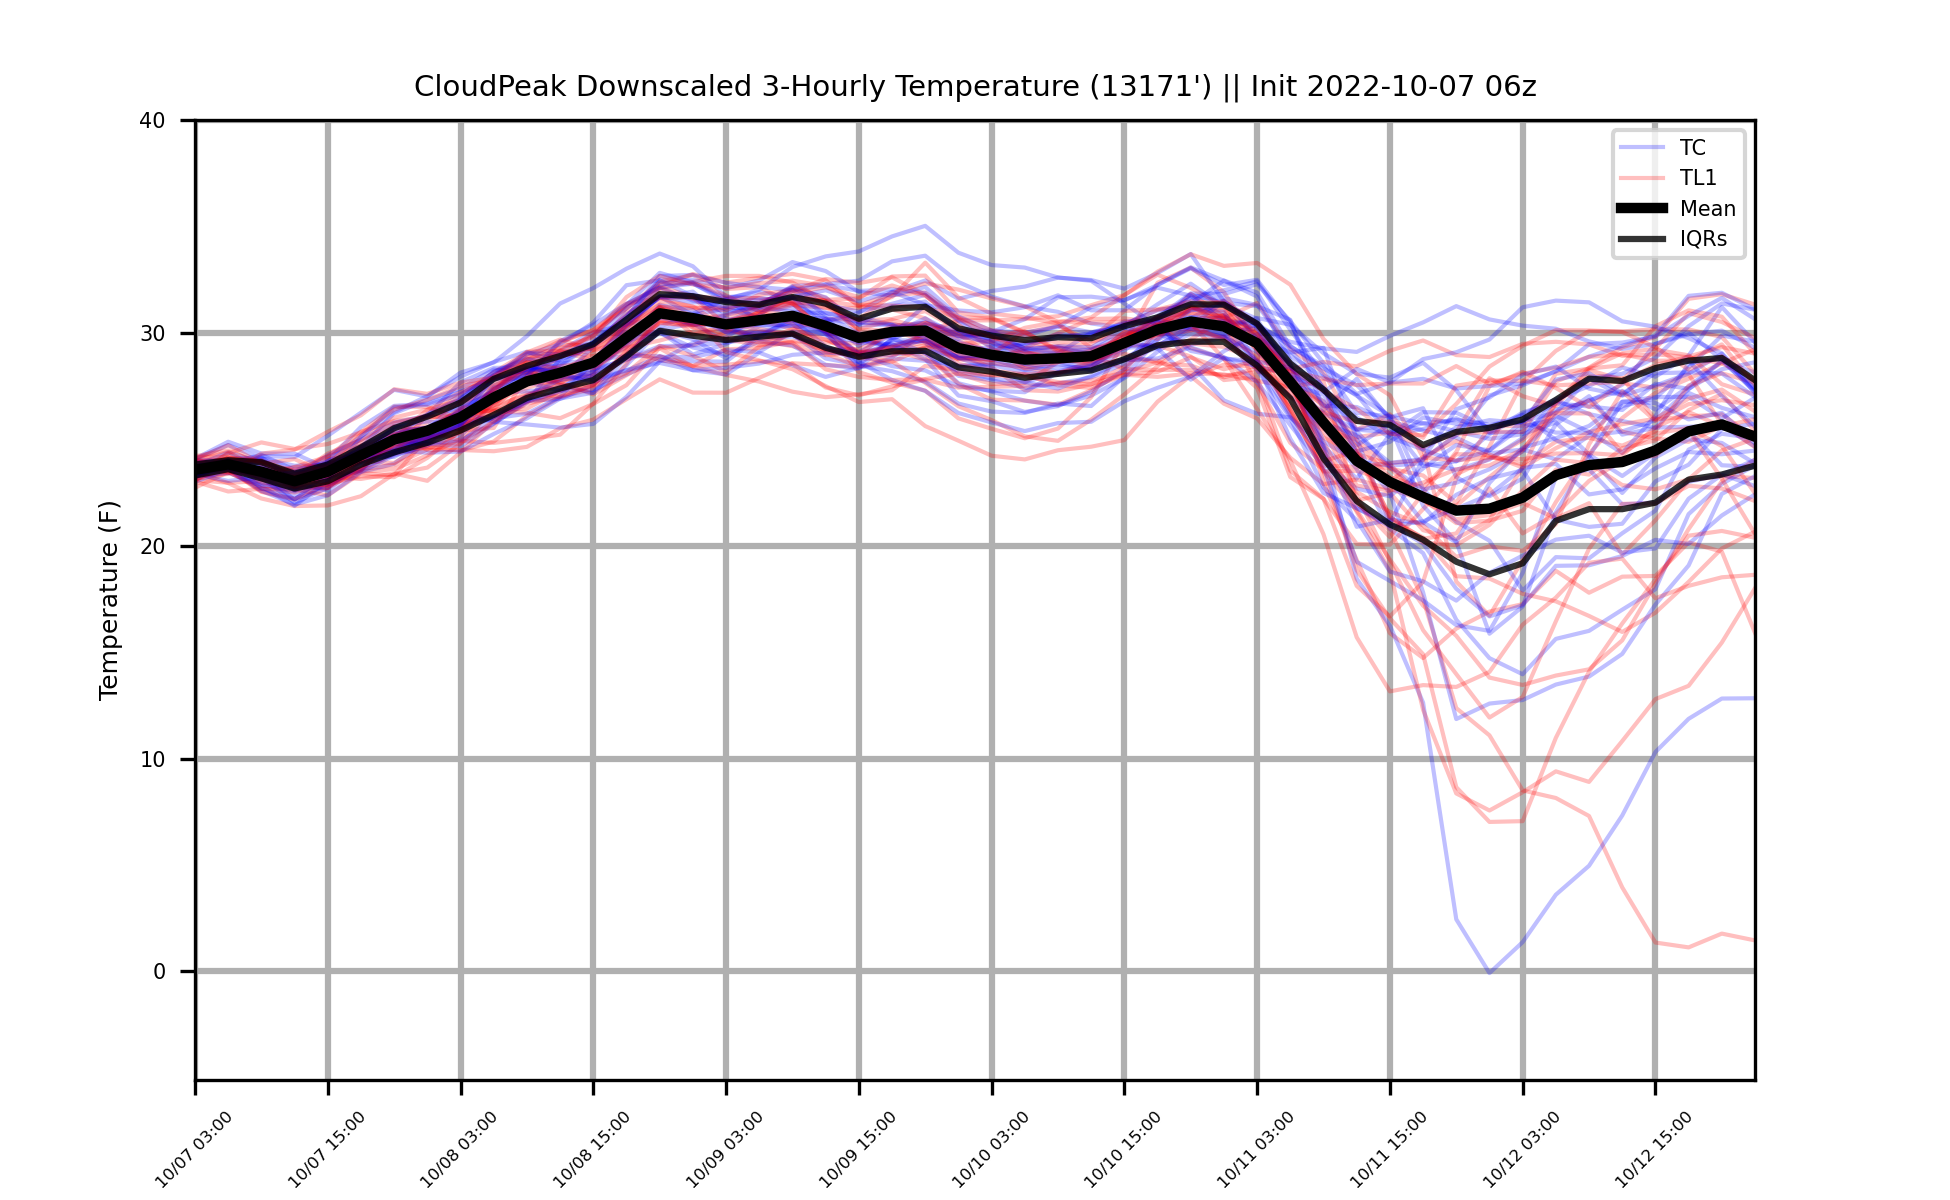 CloudPeak Downscaled 3-Hourly Temperature (13171') || Init 2022-10-07 06z
40
30
20
10
0
Temperature (F)
TC
TL1
Mean
IQRs
10/07 03:00
10/07 15:00
10/08 03:00
10/08 15:00
10/09 03:00
10/09 15:00
10/10 03:00
10/10 15:00
10/11 03:00
10/11 15:00
10/12 03:00
10/12 15:00